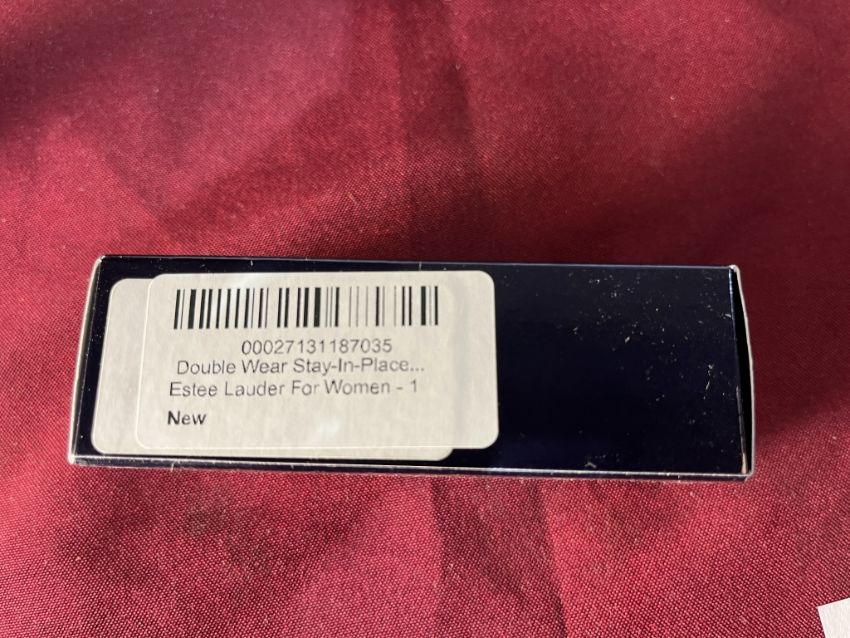 00027131187035
Double Wear Stay-In-Place...
Estee Lauder For Women - 1
New